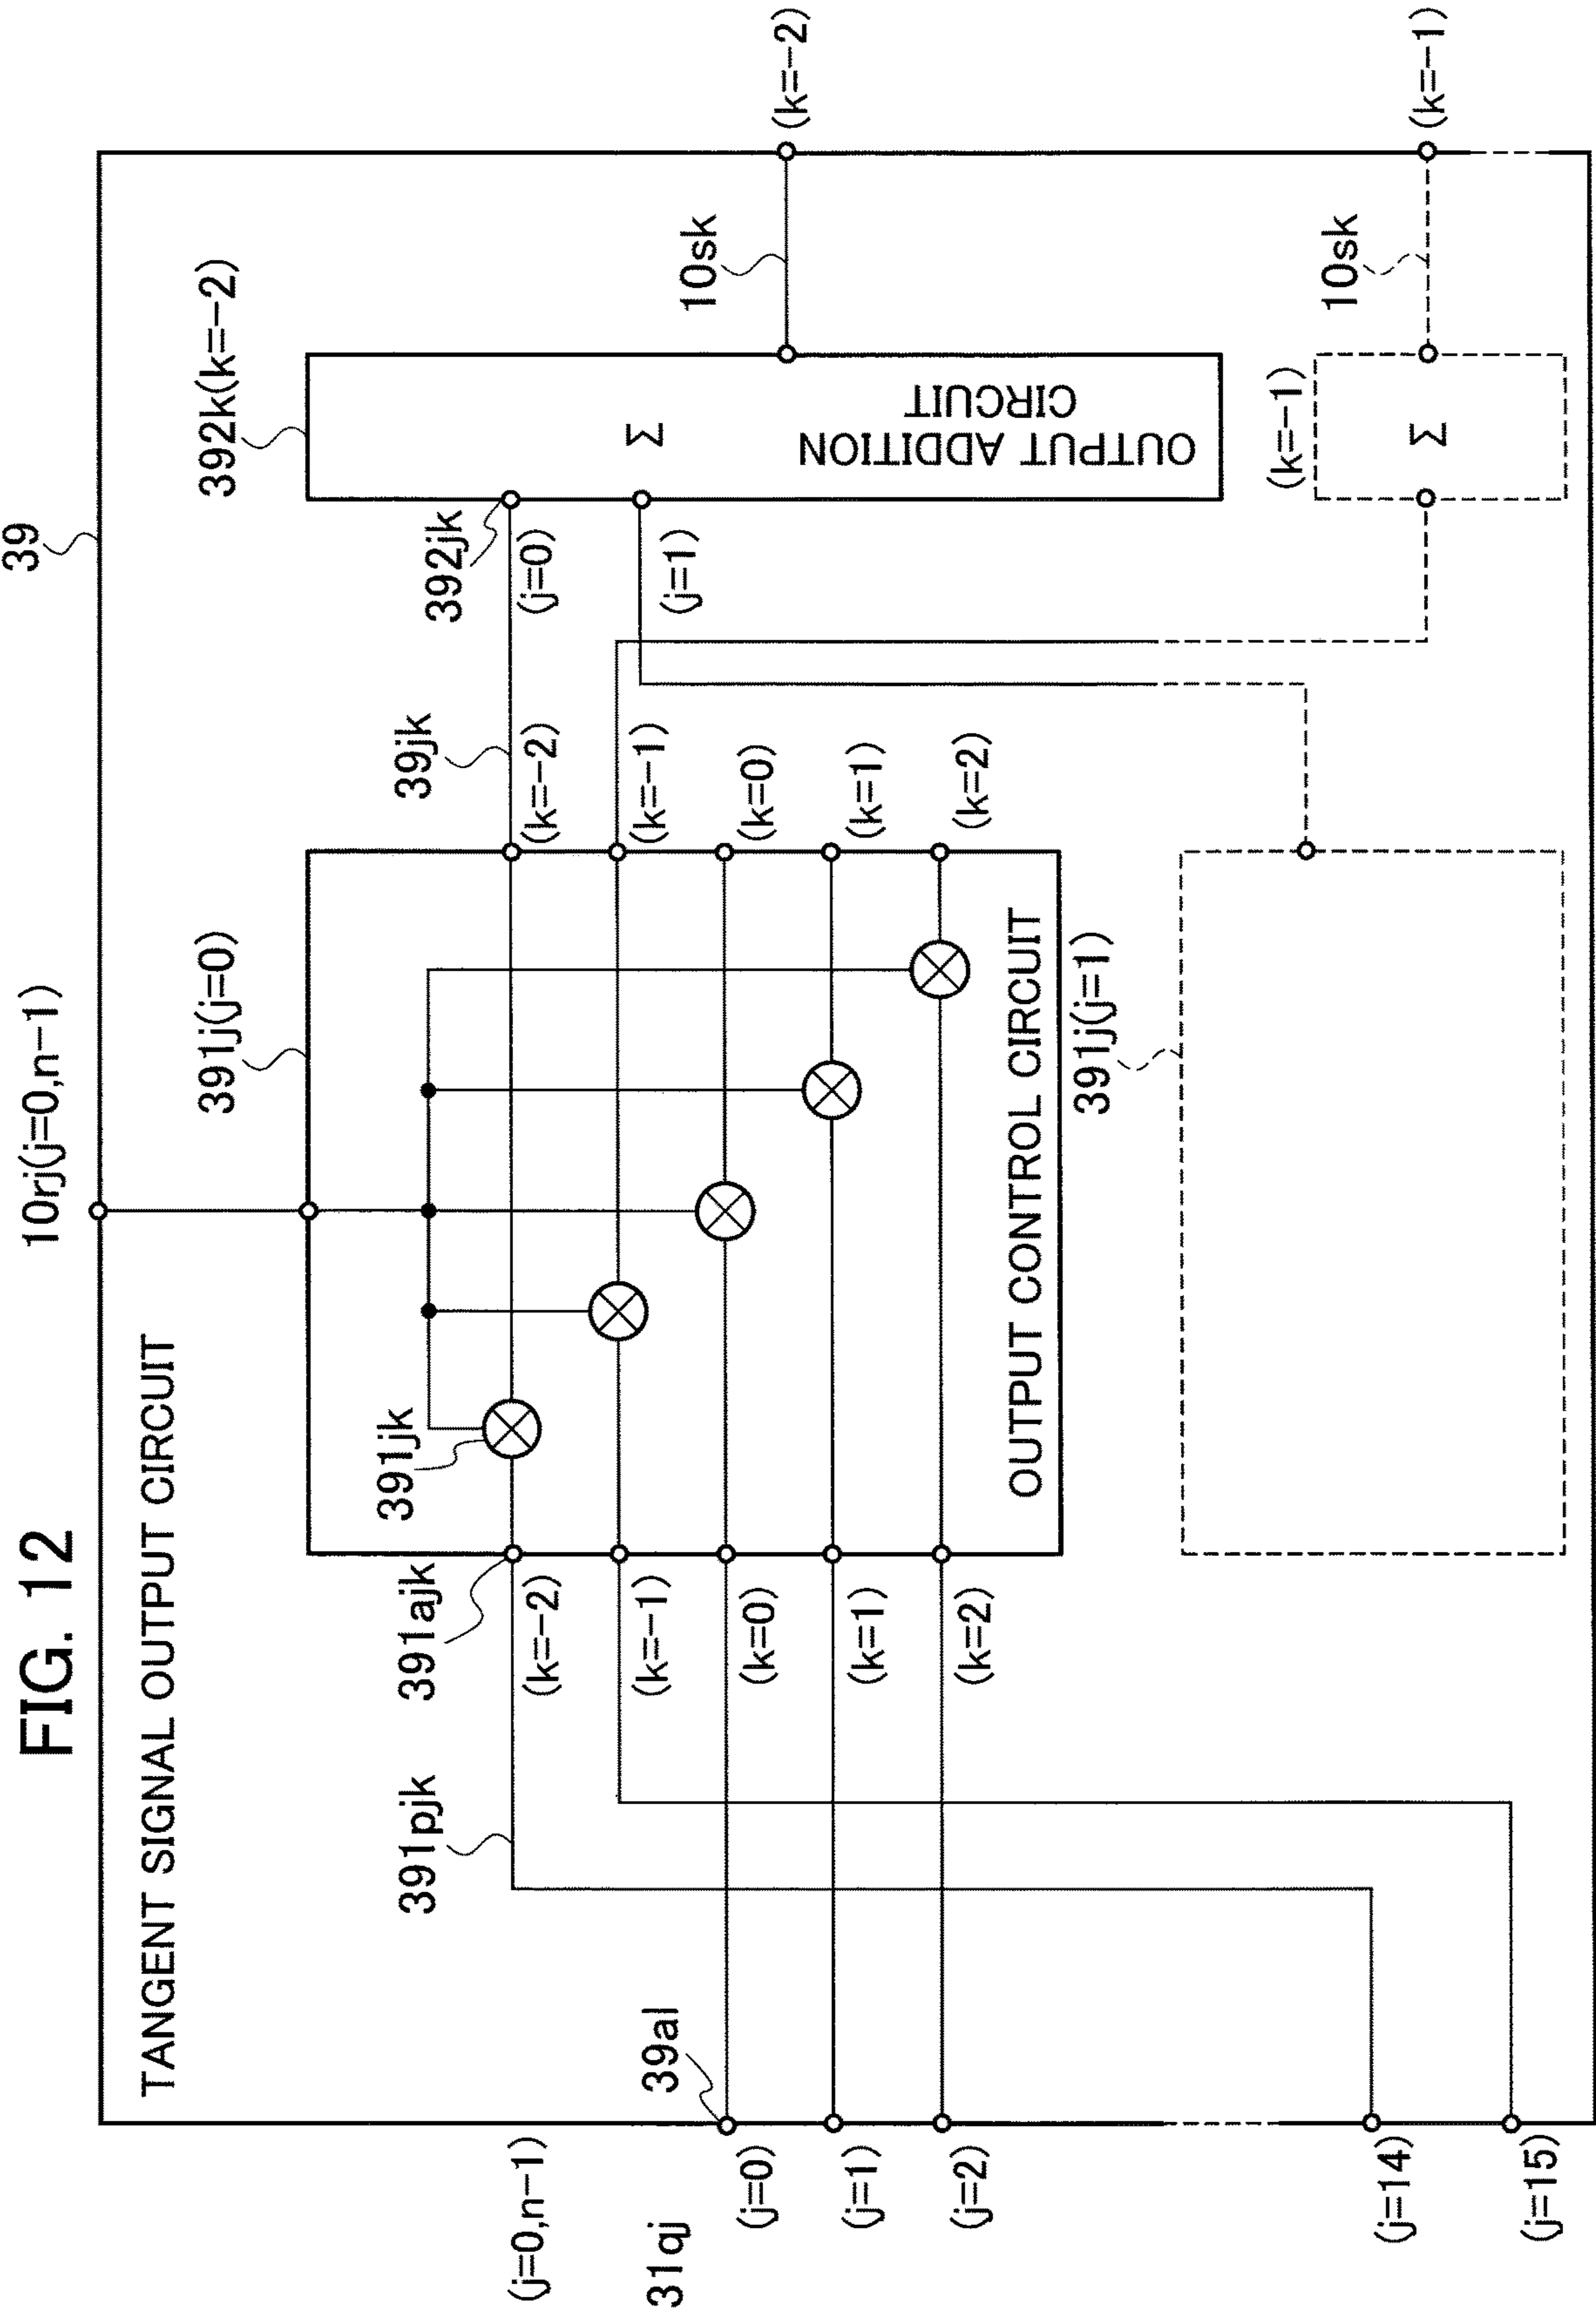 FIG. 12
39
10rj(j=0,n−1)
TANGENT SIGNAL OUTPUT CIRCUIT
391j(j=0)
392k(k=−2)
391jk
391pjk
391ajk
39jk
392jk
10sk
(k=−2)
(j=0,n−1)
(k=−2)
(k=−2)
(j=0)
31qj
39al
(k=−1)
(k=−1)
(j=1)
Σ
(j=0)
(k=0)
(k=0)
(j=1)
(k=1)
(k=1)
(j=2)
(k=2)
(k=2)
OUTPUT ADDITION
CIRCUIT
OUTPUT CONTROL CIRCUIT
391j(j=1)
(k=−1)
10sk
(j=14)
Σ
(k=−1)
(j=15)